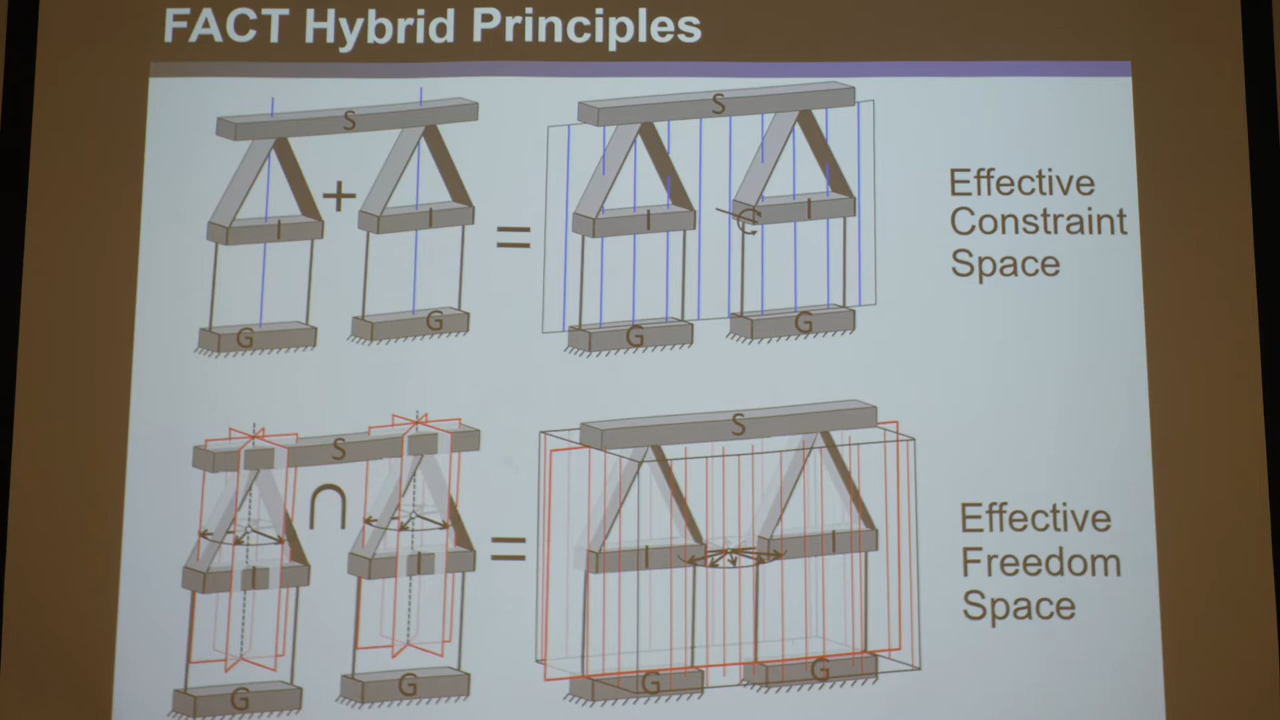 FACT Hybrid Principles
S
S
+
I
I
=
I
I
G
G
G
G
Effective
Constraint
Space
S
S
∩
I
I
=
I
I
G
G
G
G
Effective
Freedom
Space